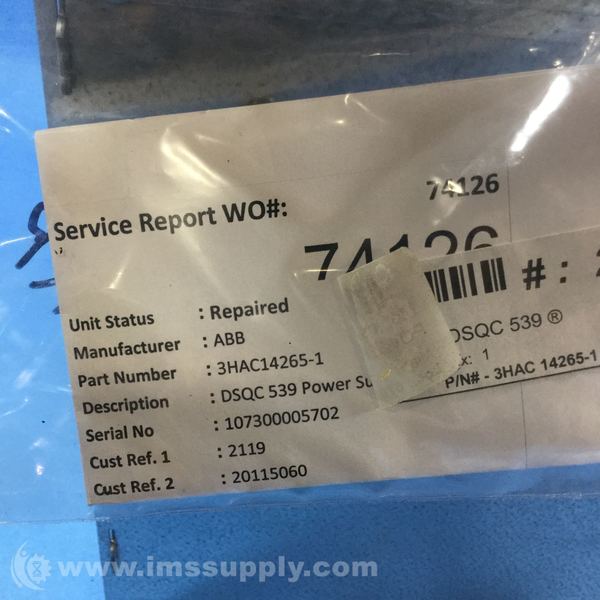 74126
Service Report WO#:
74126
Unit Status : Repaired
Manufacturer : ABB
Part Number : 3HAC14265-1
Description : DSQC 539 Power
Serial No : 107300005702
Cust Ref. 1 : 2119
Cust Ref. 2 : 20115060
#:
DSQC 539 ®
1
P/N# - 3HAC 14265-1
www.imssupply.com